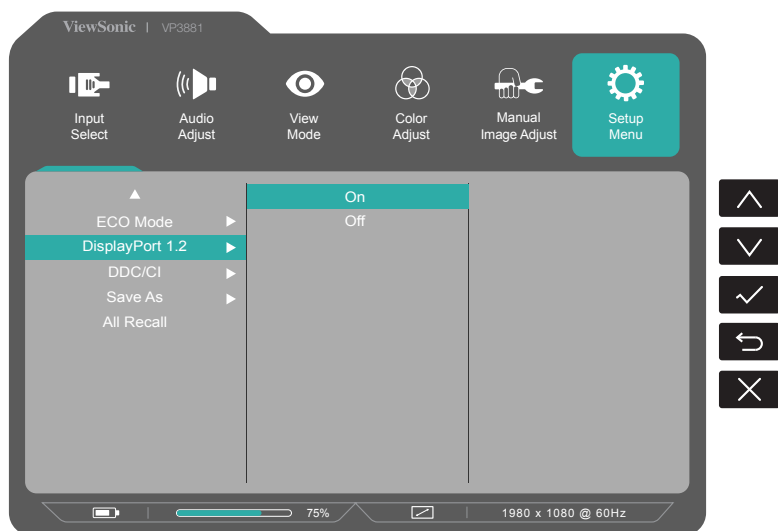 ViewSonic | VP3881
Input
Select
Audio
Adjust
View
Mode
Color
Adjust
Manual
Image Adjust
Setup
Menu
ECO Mode
DisplayPort 1.2
DDC/CI
Save As
All Recall
On
Off
75%
1980 x 1080 @ 60Hz